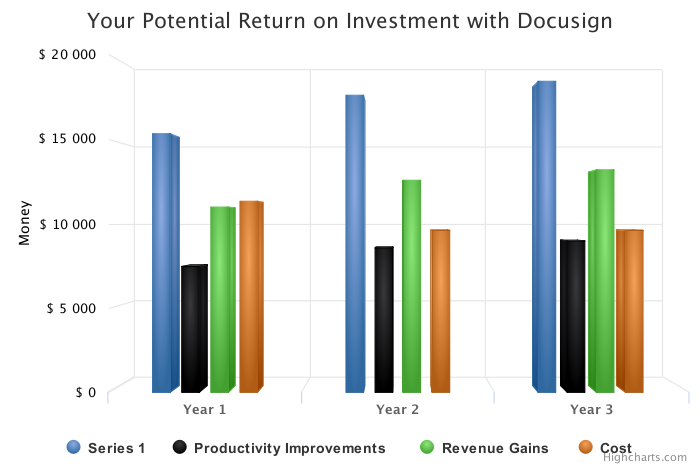 Your Potential Return on Investment with Docusign
$ 20 000
$ 15 000
$ 10 000
$ 5 000
$ 0
Money
Year 1
Year 2
Year 3
Series 1
Productivity Improvements
Revenue Gains
Cost
Highcharts.com